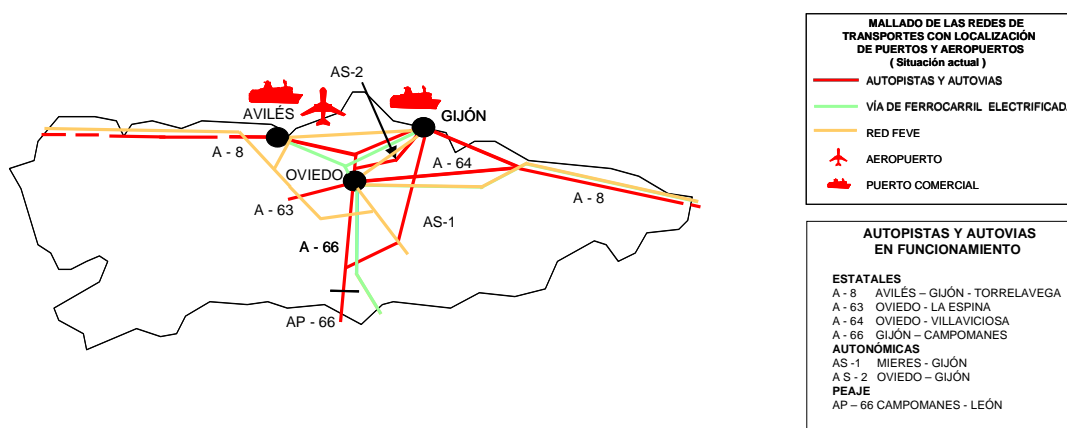 AS-2
AVILÉS
GIJÓN
A - 8
A - 64
OVIEDO
A - 63
AS-1
A - 8
A - 66
AP - 66
MALLADO DE LAS REDES DE
TRANSPORTES CON LOCALIZACIÓN
DE PUERTOS Y AEROPUERTOS
( Situación actual )
AUTOPISTAS Y AUTOVIAS
VÍA DE FERROCARRIL ELECTRIFICADA
RED FEVE
AEROPUERTO
PUERTO COMERCIAL
AUTOPISTAS Y AUTOVIAS
EN FUNCIONAMIENTO
ESTATALES
A - 8 AVILÉS – GIJÓN - TORRELAVEGA
A - 63 OVIEDO - LA ESPINA
A - 64 OVIEDO - VILLAVICIOSA
A - 66 GIJÓN – CAMPOMANES
AUTONÓMICAS
AS -1 MIERES - GIJÓN
A S - 2 OVIEDO – GIJÓN
PEAJE
AP – 66 CAMPOMANES - LEÓN